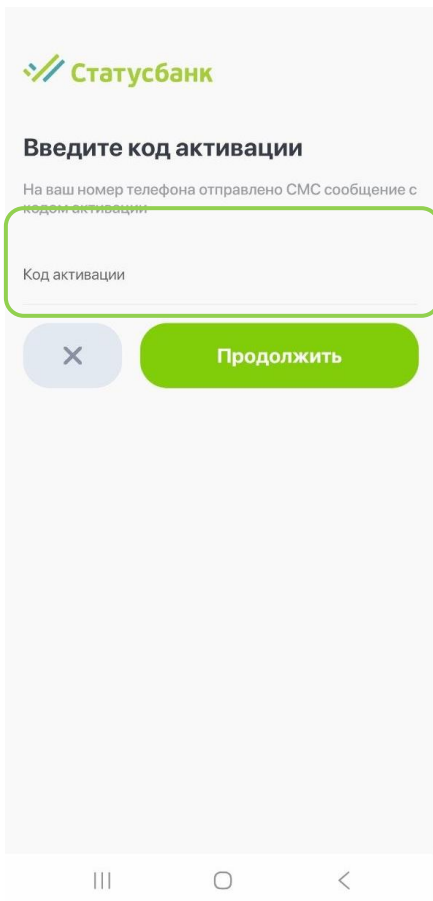 Статусбанк
Введите код активации
На ваш номер телефона отправлено СМС сообщение с
кодом активации
Код активации
Продолжить